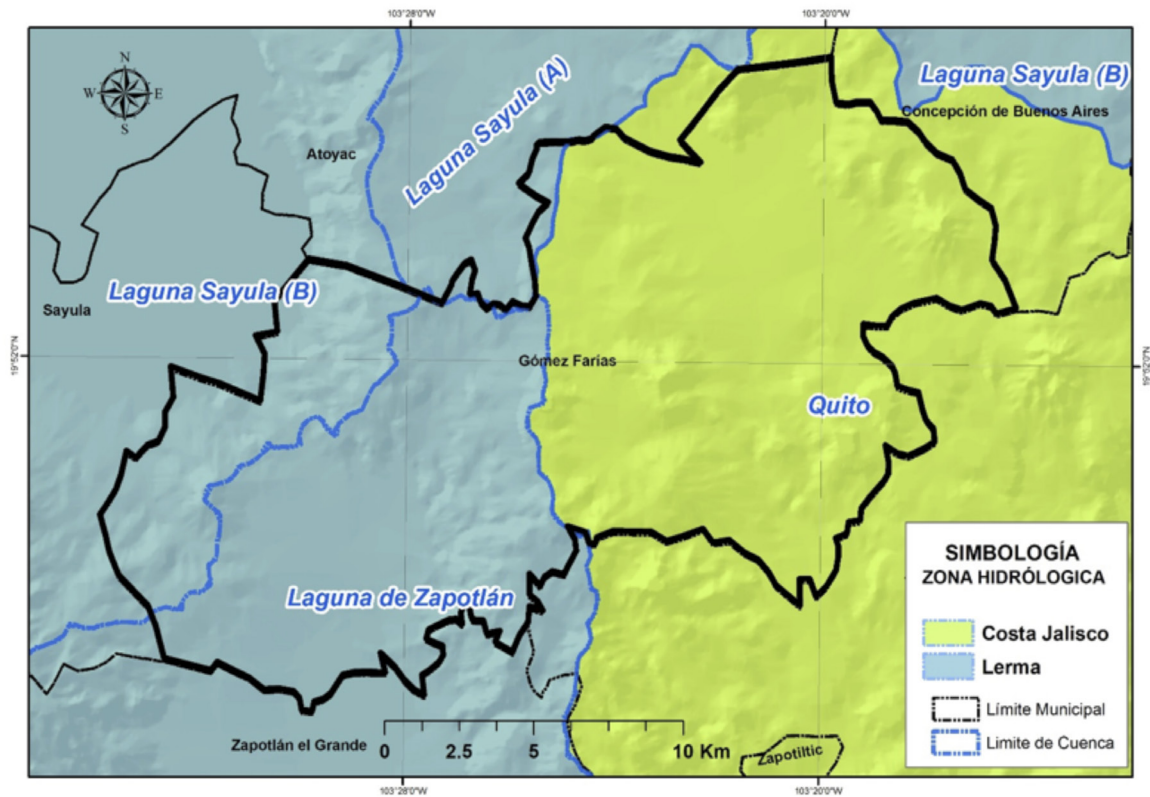 103°28'0"W
103°20'0"W
N
W E
S
Laguna Sayula (A)
Laguna Sayula (B)
Concepción de Buenos Aires
Atoyac
Laguna Sayula (B)
Sayula
19°52'0"N
Gómez Farías
19°52'0"N
Quito
Laguna de Zapotlán
SIMBOLOGÍA
ZONA HIDRÓLOGICA
Costa Jalisco
Lerma
Límite Municipal
Limite de Cuenca
Zapotlán el Grande
0 2.5 5 10 Km
Zapotiltic
103°28'0"W
103°20'0"W